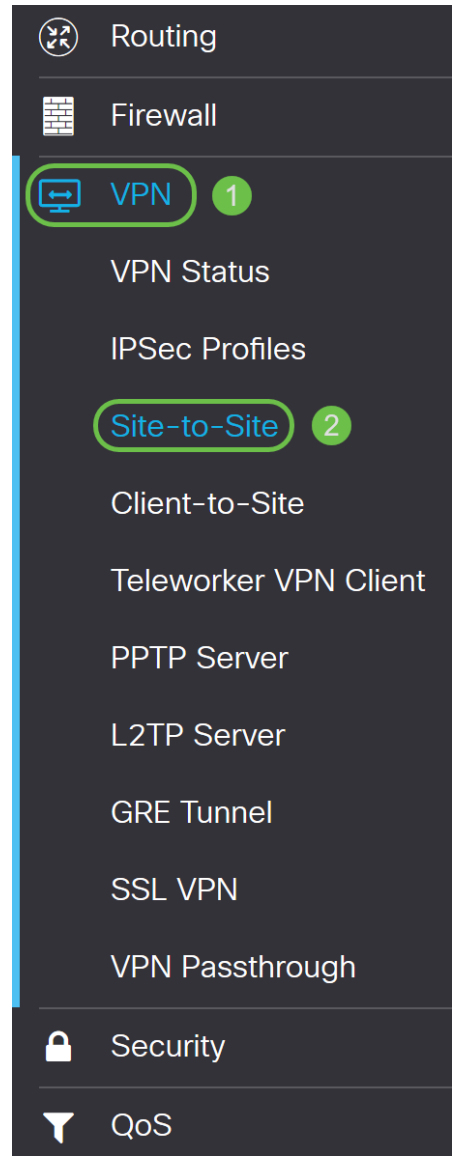 Routing
Firewall
VPN 1
VPN Status
IPSec Profiles
Site-to-Site 2
Client-to-Site
Teleworker VPN Client
PPTP Server
L2TP Server
GRE Tunnel
SSL VPN
VPN Passthrough
Security
QoS